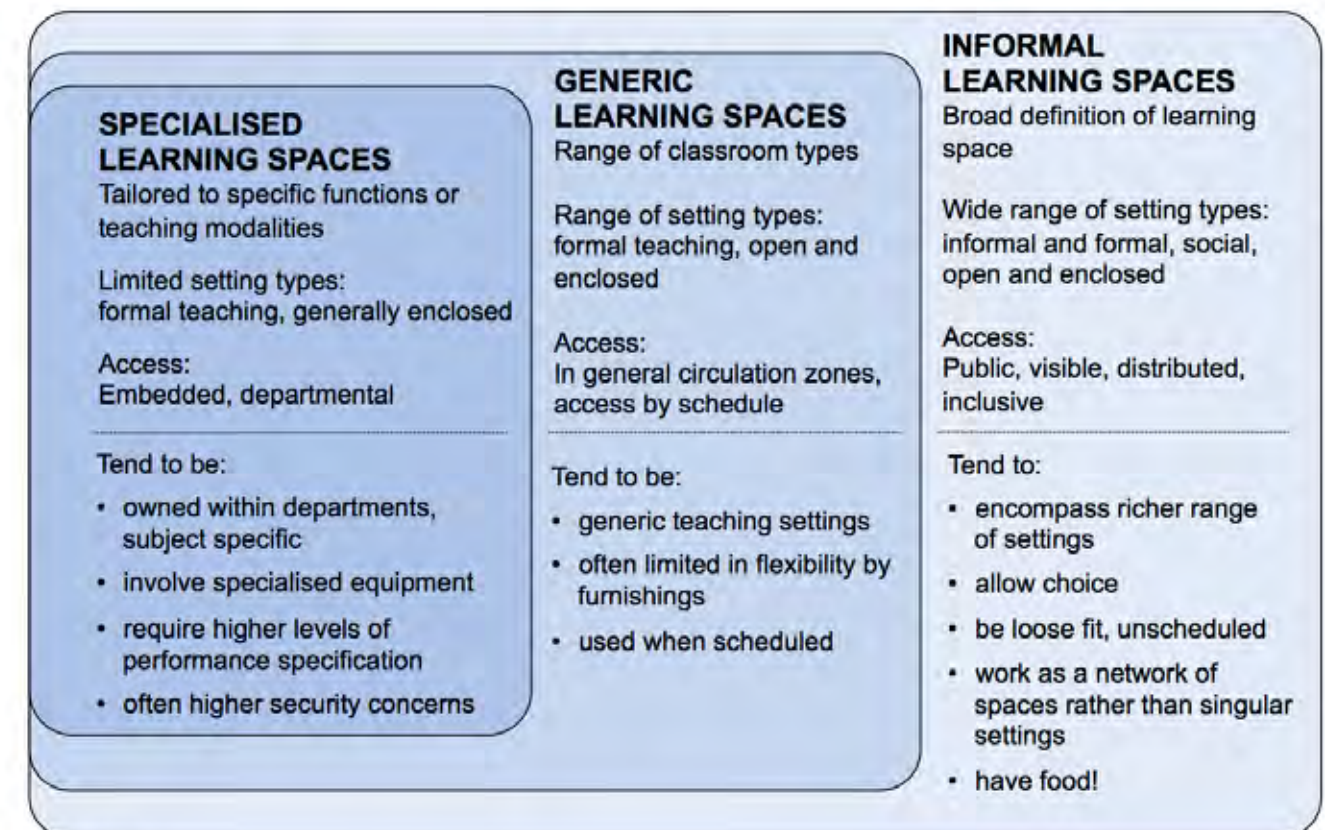 SPECIALISED
LEARNING SPACES
Tailored to specific functions or
teaching modalities
Limited setting types:
formal teaching, generally enclosed
Access:
Embedded, departmental
Tend to be:
• owned within departments,
subject specific
• involve specialised equipment
• require higher levels of
performance specification
• often higher security concerns
GENERIC
LEARNING SPACES
Range of classroom types
Range of setting types:
formal teaching, open and
enclosed
Access:
In general circulation zones,
access by schedule
Tend to be:
• generic teaching settings
• often limited in flexibility by
furnishings
• used when scheduled
INFORMAL
LEARNING SPACES
Broad definition of learning
space
Wide range of setting types:
informal and formal, social,
open and enclosed
Access:
Public, visible, distributed,
inclusive
Tend to:
• encompass richer range
of settings
• allow choice
• be loose fit, unscheduled
• work as a network of
spaces rather than singular
settings
• have food!